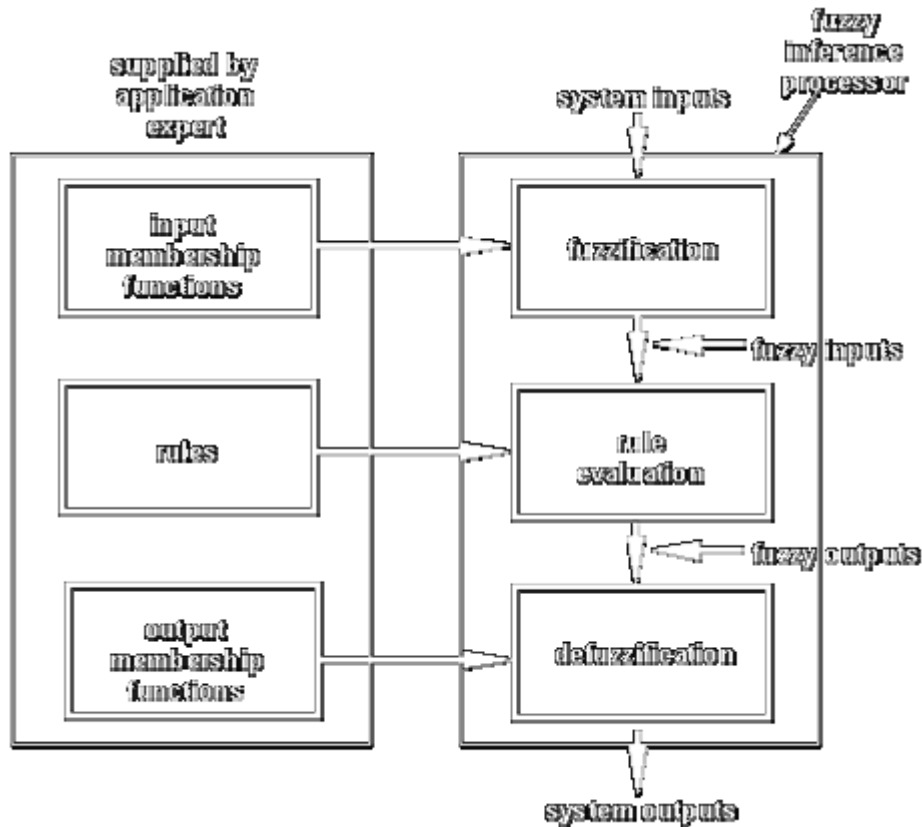 fuzzy
inference
processor
supplied by
application
expert
system inputs
input
membership
functions
fuzzification
fuzzy inputs
rules
rule
evaluation
fuzzy outputs
output
membership
functions
defuzzification
system outputs